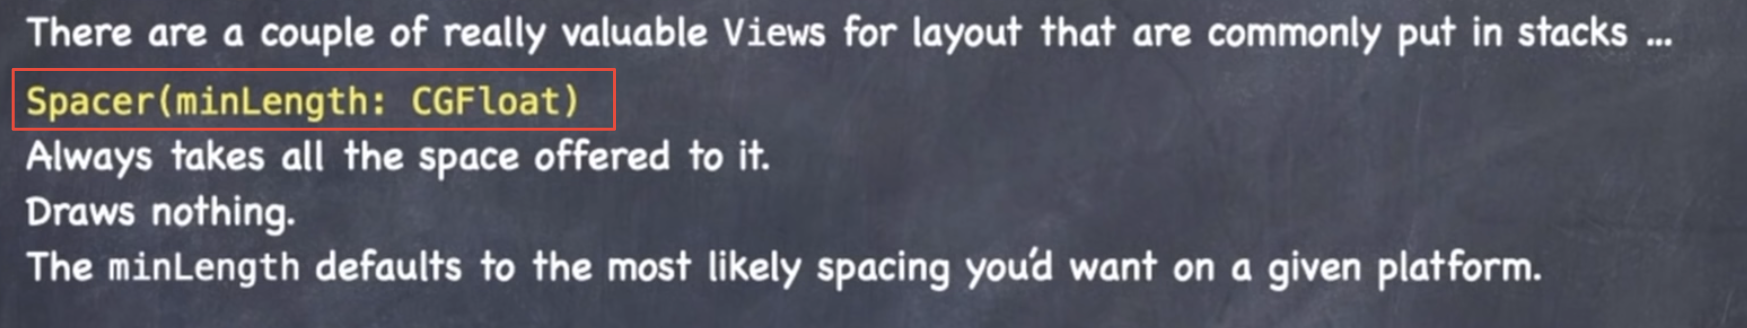 There are a couple of really valuable Views for layout that are commonly put in stacks ...
Spacer(minLength: CGFloat)
Always takes all the space offered to it.
Draws nothing.
The minLength defaults to the most likely spacing you'd want on a given platform.